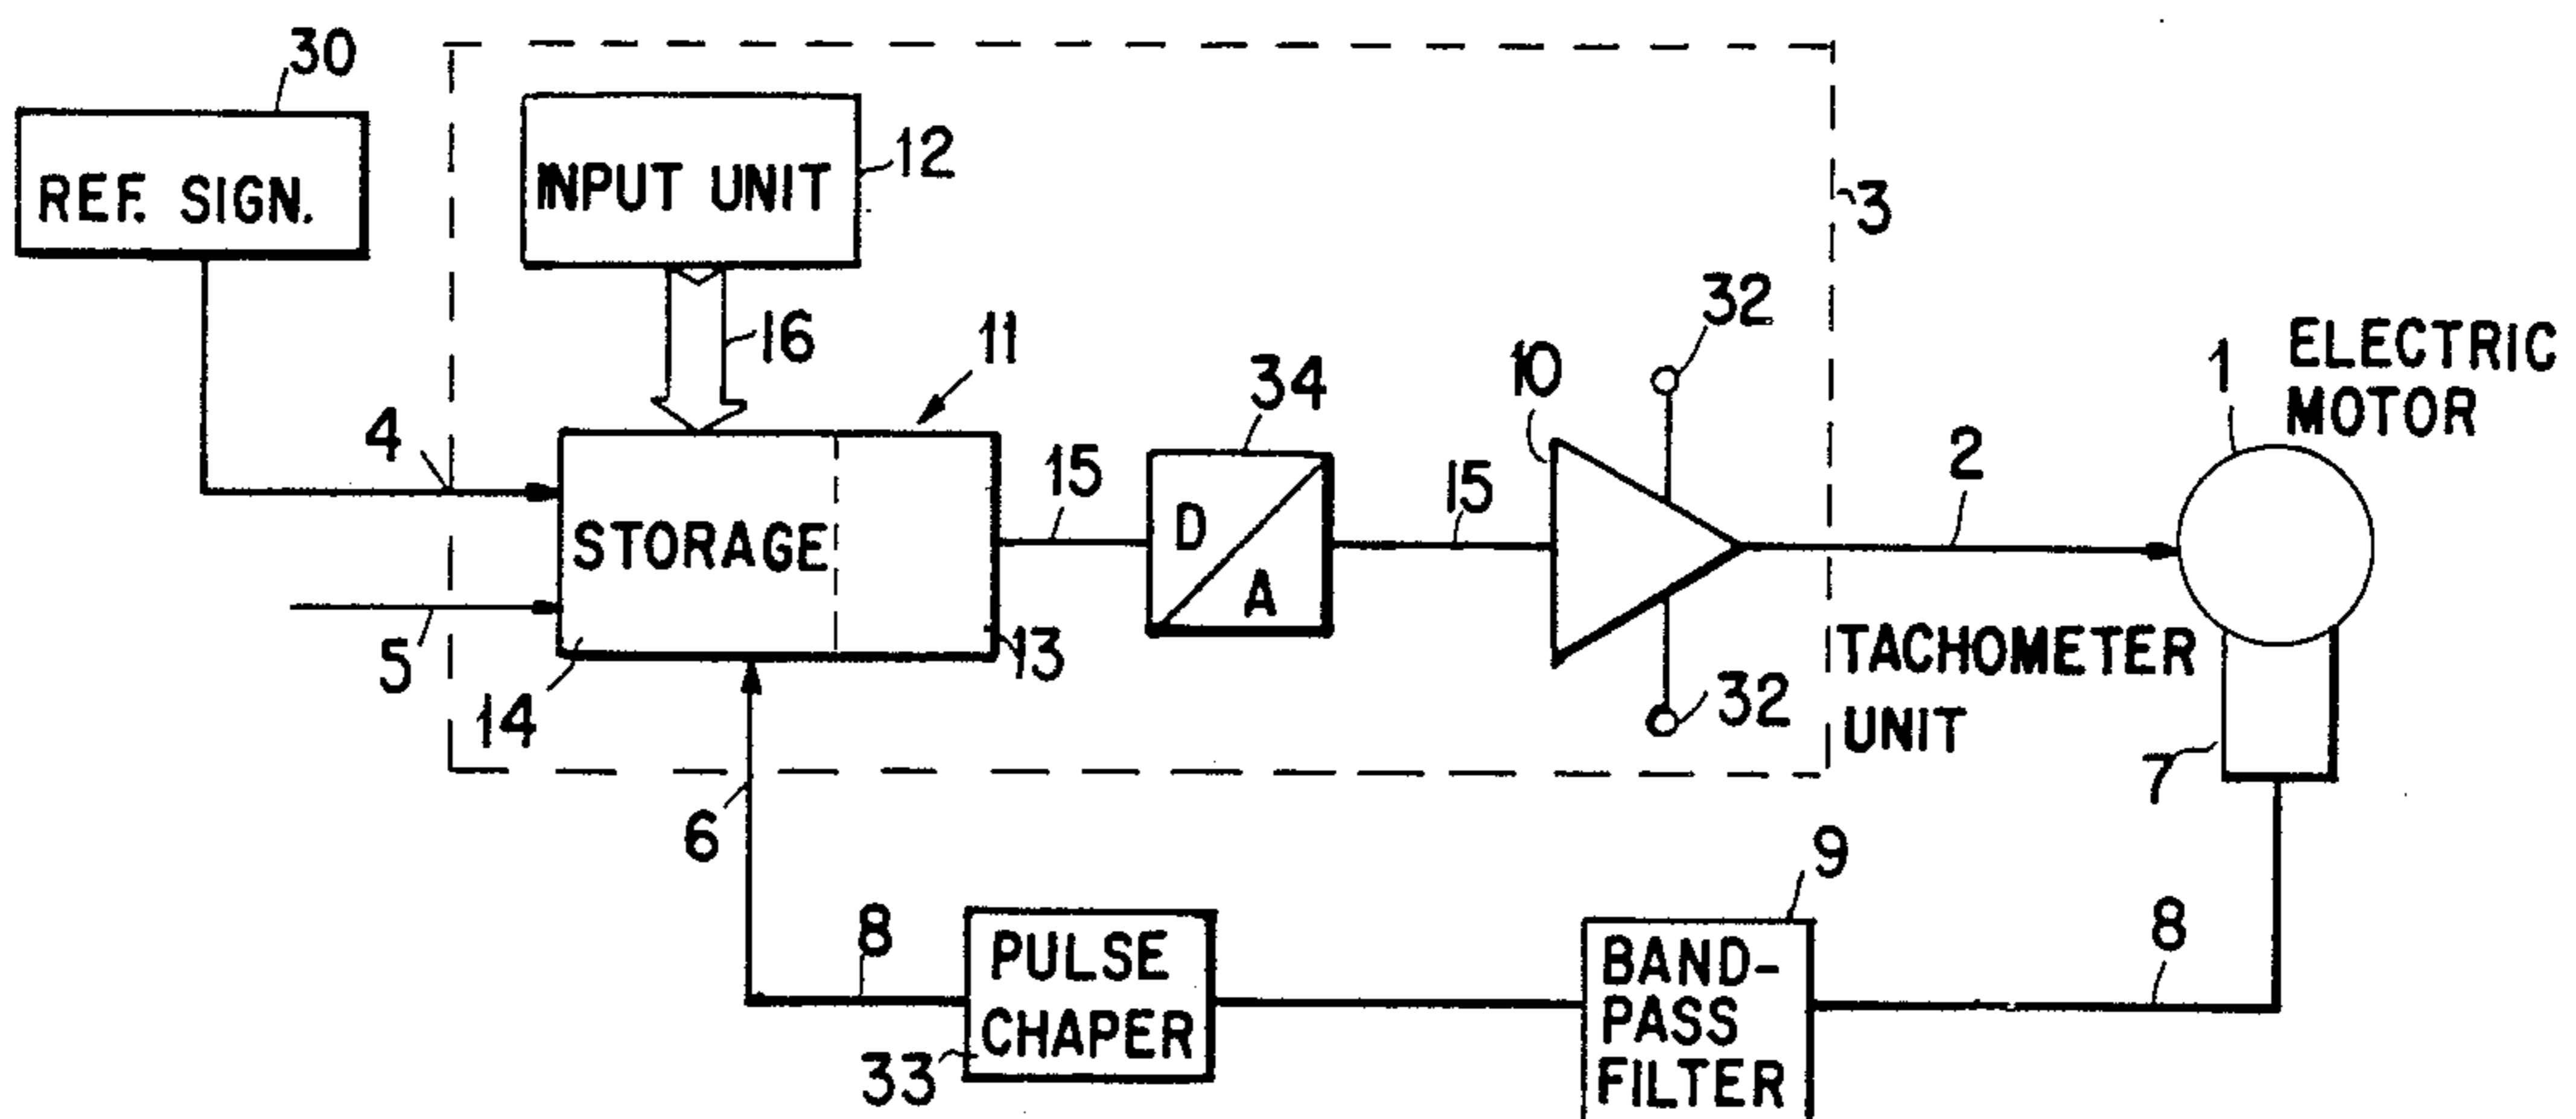 30
REF. SIGN.
INPUT UNIT
12
3
16
11
4
STORAGE
15
34
D
A
15
10
32
32
2
1
ELECTRIC
MOTOR
5
14
13
TACHOMETER
UNIT
7
6
8
PULSE
CHAPER
33
9
BAND-
PASS
FILTER
8